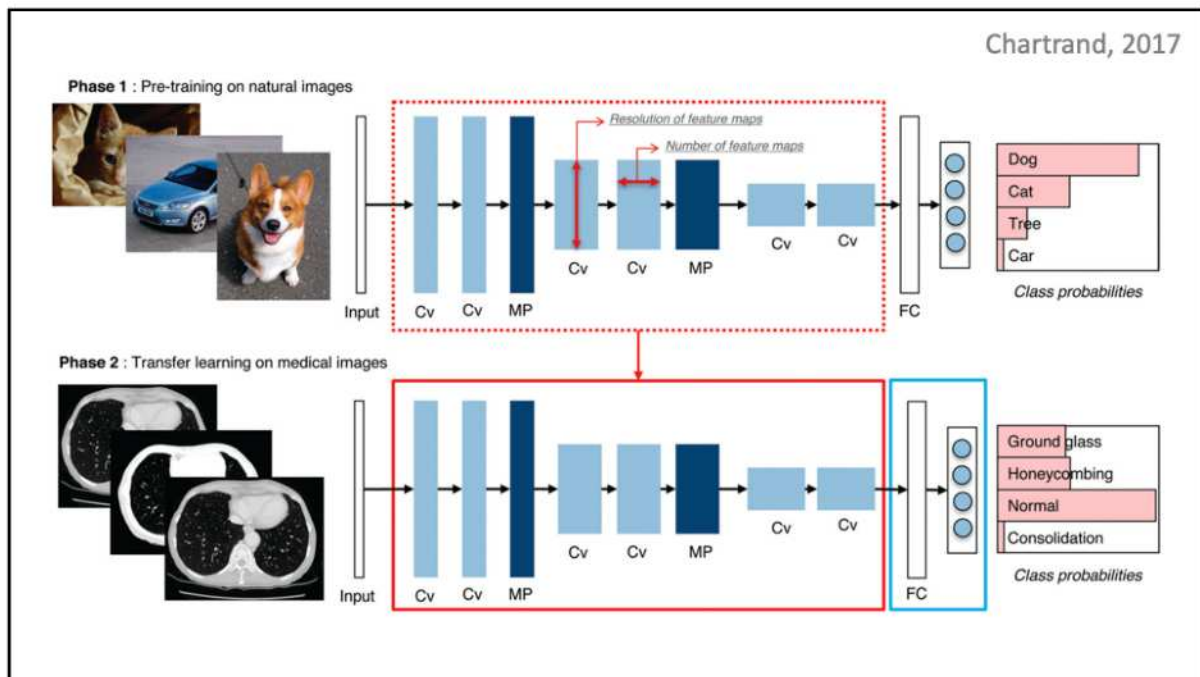 Chartrand, 2017
Phase 1 : Pre-training on natural images
Resolution of feature maps
Number of feature maps
Dog
Cat
Tree
Car
Class probabilities
Cv
Cv
Cv
Cv
MP
Input
Cv
Cv
MP
FC
Phase 2 : Transfer learning on medical images
Ground glass
Honeycombing
Normal
Consolidation
Class probabilities
Cv
Cv
Cv
Cv
MP
Input
Cv
Cv
MP
FC